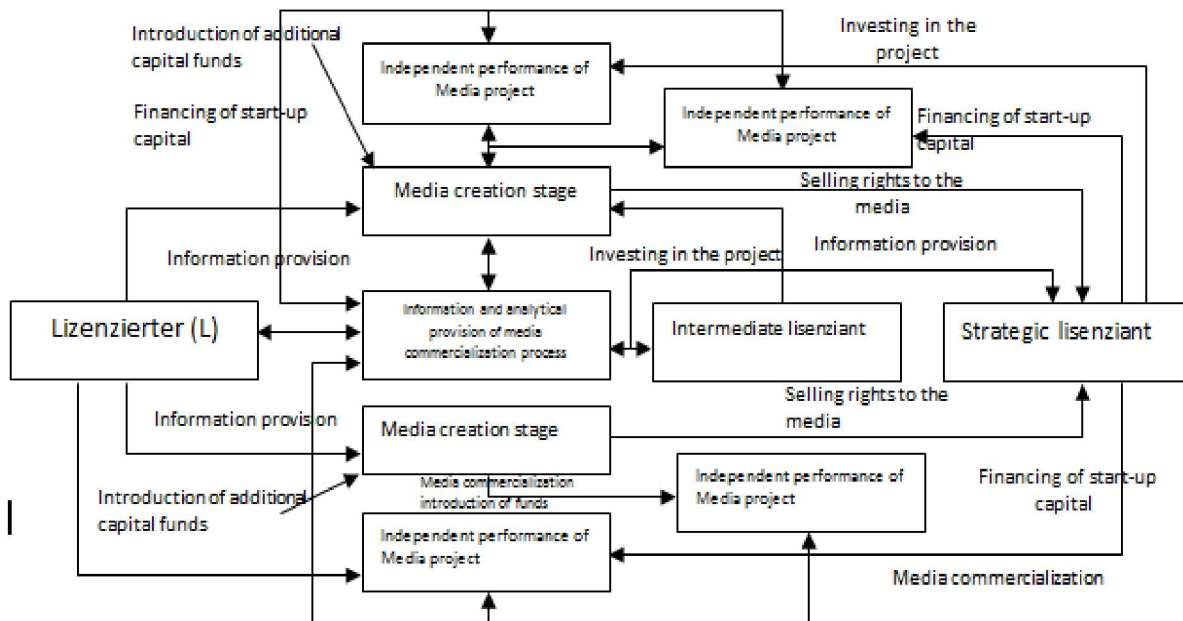 Introduction of additional
capital funds
Investing in the
project
Independent performance of
Media project
Financing of start-up
capital
Independent performance of
Media project
Financing of start-up
capital
Media creation stage
Selling rights to the
media
Information provision
Investing in the project
Information provision
Lizenzierter (L)
Information and analytical
provision of media
commercialization process
Intermediate lisenziant
Strategic lisenziant
Information provision
Media creation stage
Selling rights to the
media
Introduction of additional
capital funds
Media commercialization
introduction of funds
Independent performance of
Media project
Financing of start-up
capital
Independent performance of
Media project
Media commercialization